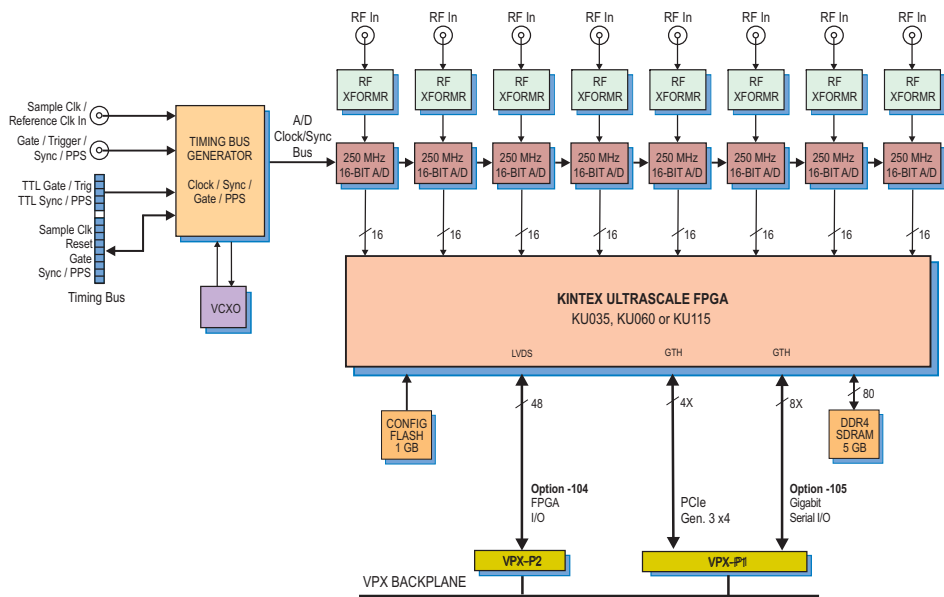 RF In
RF In
RF In
RF In
RF In
RF In
RF In
RF In
RF
XFORMR
RF
XFORMR
RF
XFORMR
RF
XFORMR
RF
XFORMR
RF
XFORMR
RF
XFORMR
RF
XFORMR
Sample Clk /
Reference Clk In
Gate / Trigger /
Sync / PPS
TTL Gate / Trig
TTL Sync / PPS
Sample Clk
Reset
Gate
Sync / PPS
Timing Bus
TIMING BUS
GENERATOR
Clock / Sync /
Gate / PPS
VCXO
A/D
Clock/Sync
Bus
250 MHz
16-BIT A/D
250 MHz
16-BIT A/D
250 MHz
16-BIT A/D
250 MHz
16-BIT A/D
250 MHz
16-BIT A/D
250 MHz
16-BIT A/D
250 MHz
16-BIT A/D
250 MHz
16-BIT A/D
16
16
16
16
16
16
16
16
KINTEX ULTRASCALE FPGA
KU035, KU060 or KU115
LVDS
GTH
GTH
48
4X
8X
80
CONFIG
FLASH
1 GB
DDR4
SDRAM
5 GB
Option -104
FPGA
I/O
PCIe
Gen. 3 x4
Option -105
Gigabit
Serial I/O
VPX-P2
VPX-P1
VPX BACKPLANE